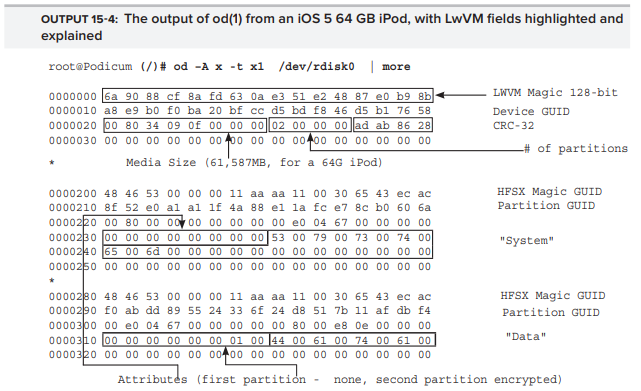 OUTPUT 15-4: The output of od(1) from an iOS 5 64 GB iPod, with LwVM fields highlighted and
explained
root@Podicum (/)# od -A x -t x1 /dev/rdisk0 | more
0000000 6a 90 88 cf 8a fd 63 0a e3 51 e2 48 87 e0 b9 8b LWVM Magic 128-bit
0000010 a8 e9 b0 f0 ba 20 bf cc d5 bd f8 46 d5 b1 76 58 Device GUID
0000020 00 80 34 09 0f 00 00 00 02 00 00 00 ad ab 86 28 CRC-32
0000030 00 00 00 00 00 00 00 00 00 00 00 00 00 00 00 00 # of partitions
* Media Size (61,587MB, for a 64G iPod)
0000200 48 46 53 00 00 00 11 aa aa 11 00 30 65 43 ec ac HFSX Magic GUID
0000210 8f 52 e0 a1 a1 1f 4a 88 e1 1a fc e7 8c b0 60 6a Partition GUID
0000220 00 80 00 00 00 00 00 00 00 e0 04 67 00 00 00 00
0000230 00 00 00 00 00 00 00 00 53 00 79 00 73 00 74 00 "System"
0000240 65 00 6d 00 00 00 00 00 00 00 00 00 00 00 00 00
0000250 00 00 00 00 00 00 00 00 00 00 00 00 00 00 00 00
*
0000280 48 46 53 00 00 00 11 aa aa 11 00 30 65 43 ec ac HFSX Magic GUID
0000290 f0 ab dd 89 55 24 33 6f 24 d8 51 7b 11 af db f4 Partition GUID
0000300 00 e0 04 67 00 00 00 00 00 80 e8 0e 00 00 00
0000310 00 00 00 00 00 00 01 00 44 00 61 00 74 00 61 00 "Data"
0000320 00 00 00 00 00 00 00 00 00 00 00 00 00 00 00 00
Attributes (first partition - none, second partition encrypted)